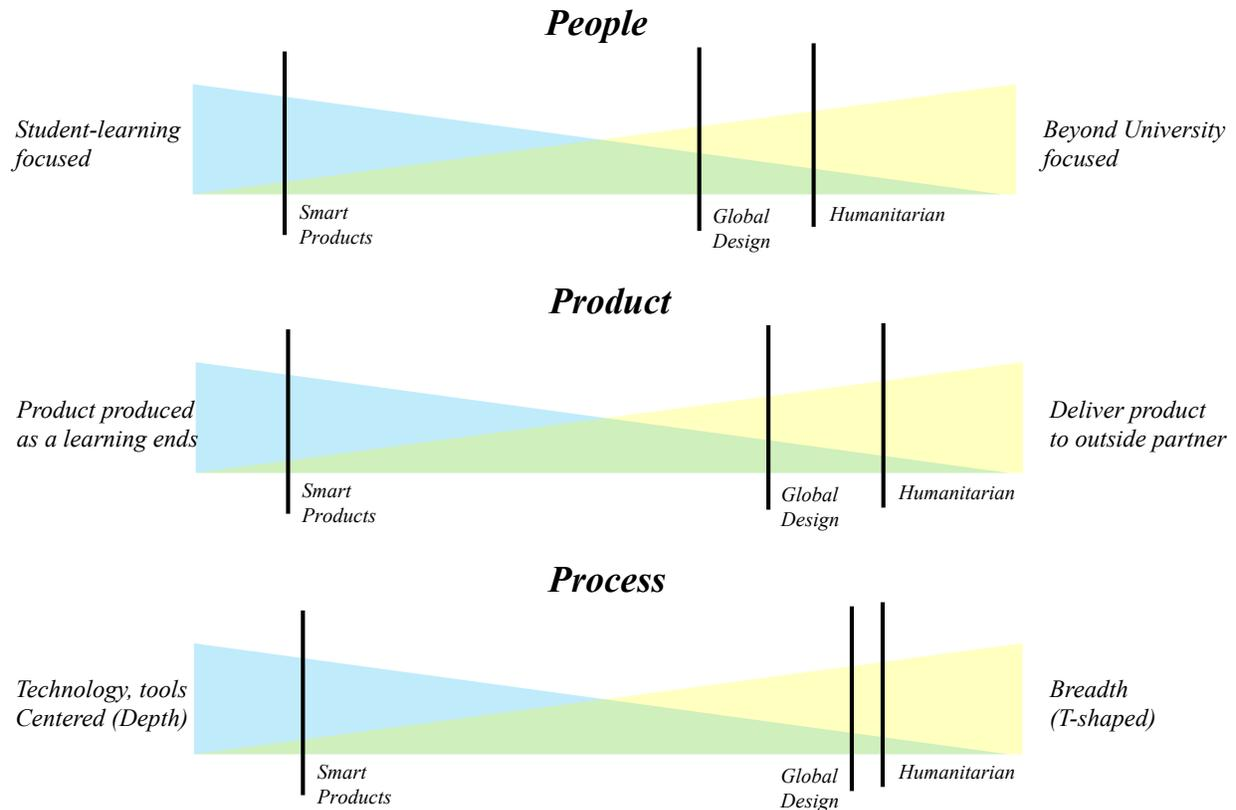 People
Student-learning
focused
Beyond University
focused
Smart
Products
Global
Design
Humanitarian
Product
Product produced
as a learning ends
Deliver product
to outside partner
Smart
Products
Global
Design
Humanitarian
Process
Technology, tools
Centered (Depth)
Breadth
(T-shaped)
Smart
Products
Global
Design
Humanitarian